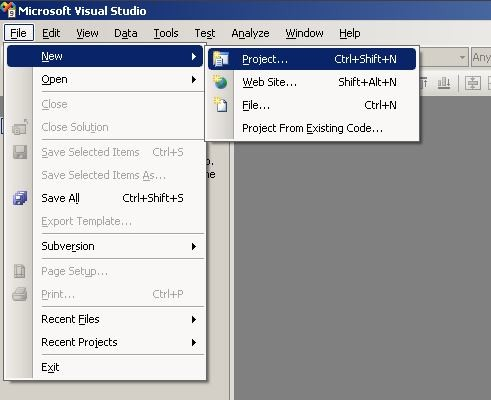 Microsoft Visual Studio
File Edit View Data Tools Test Analyze Window Help
New
Open
Close
Close Solution
Save Selected Items Ctrl+S
Save Selected Items As...
Save All Ctrl+Shift+S
Export Template...
Subversion
Page Setup...
Print... Ctrl+P
Recent Files
Recent Projects
Exit
Project... Ctrl+Shift+N
Web Site... Shift+Alt+N
File... Ctrl+N
Project From Existing Code...